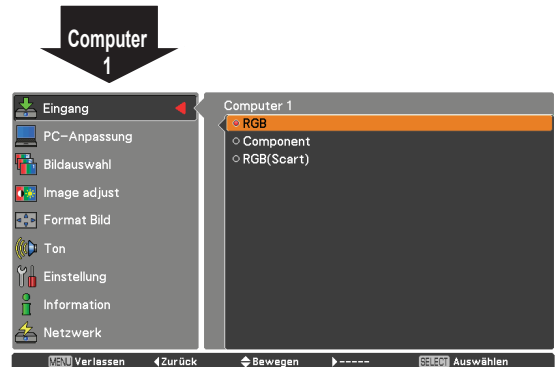 Computer
1
Eingang
PC-Anpassung
Bildauswahl
Image adjust
Format Bild
Ton
Einstellung
Information
Netzwerk
Computer 1
RGB
Component
RGB(Scart)
MENU Verlassen Zurück Bewegen ----- SELECT Auswählen